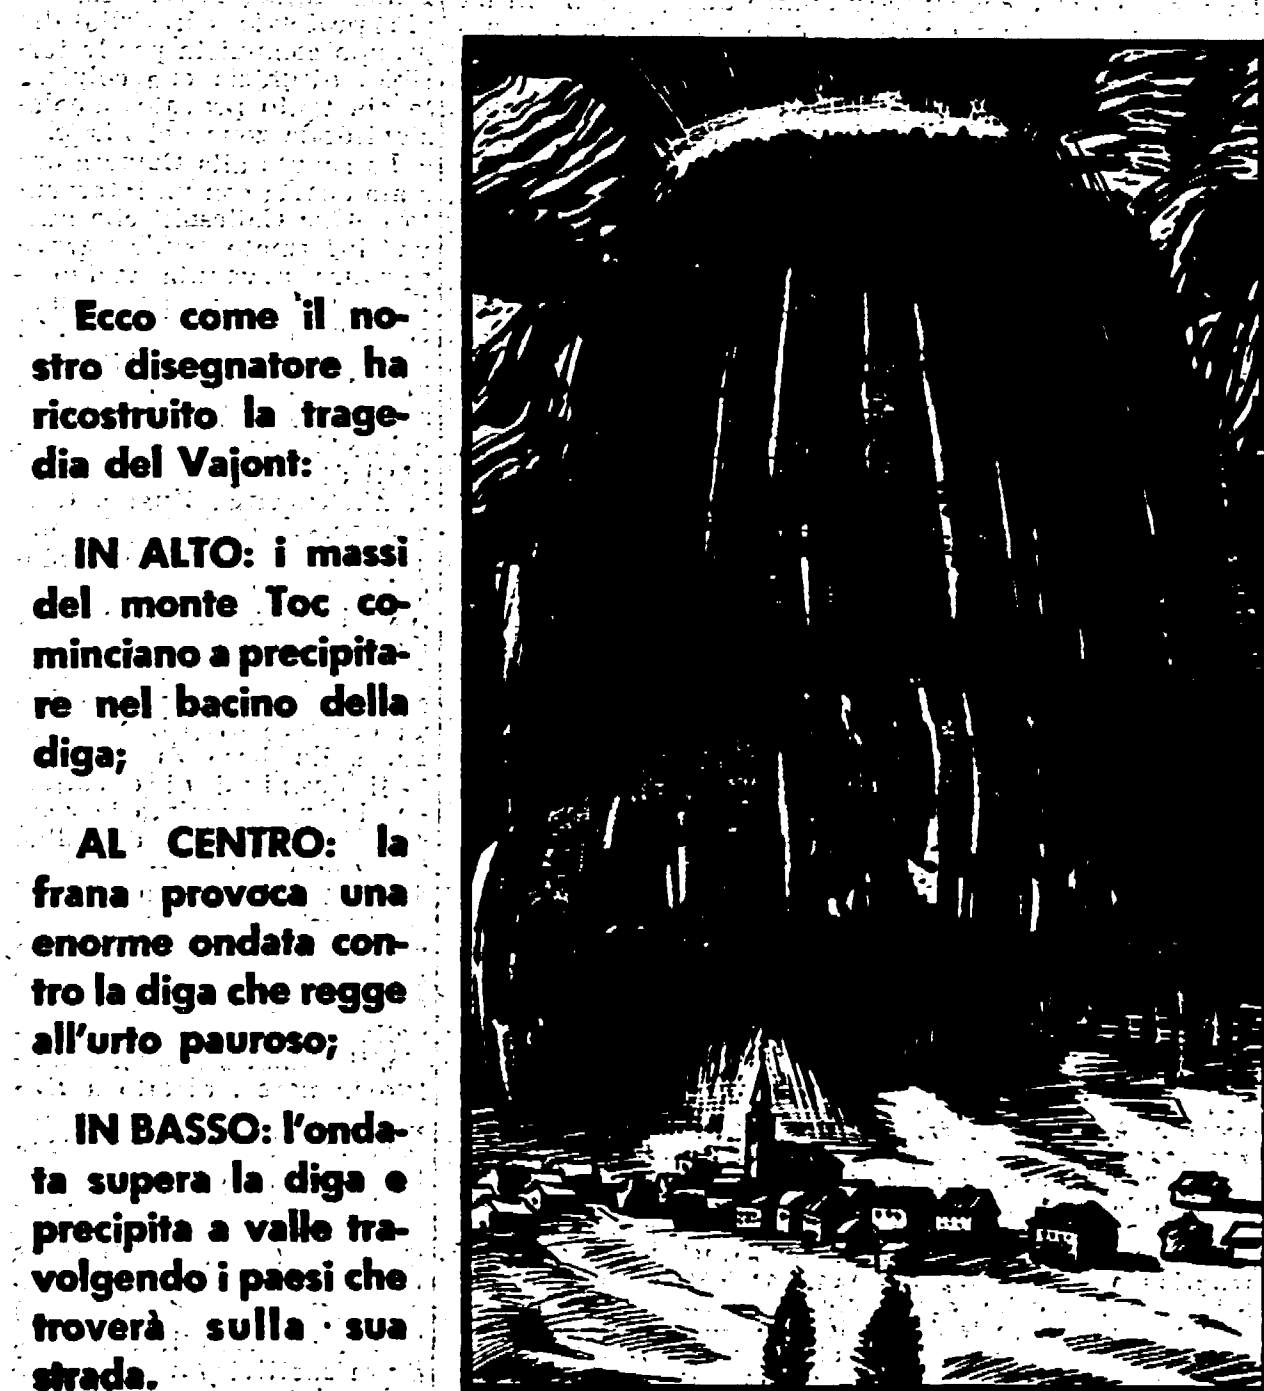 Ecco come il no-
stro disegnatore ha
ricostruito la trage-
dia del Vajont:
IN ALTO: i massi
del monte Toc co-
minciano a precipita-
re nel bacino della
diga;
AL CENTRO: la
frana provoca una
enorme ondata con-
tro la diga che regge
all'urto pauroso;
IN BASSO: l'onda-
ta supera la diga e
precipita a valle tra-
volgendo i paesi che
troverà sulla sua
strada.